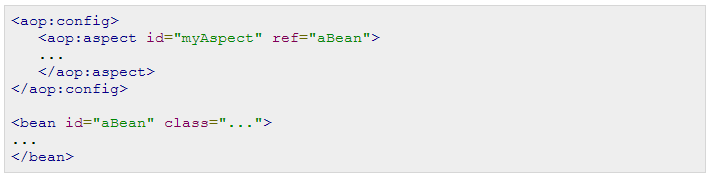 <aop:config>
   <aop:aspect id="myAspect" ref="aBean">
   ...
   </aop:aspect>
</aop:config>
<bean id="aBean" class="...">
...
</bean>